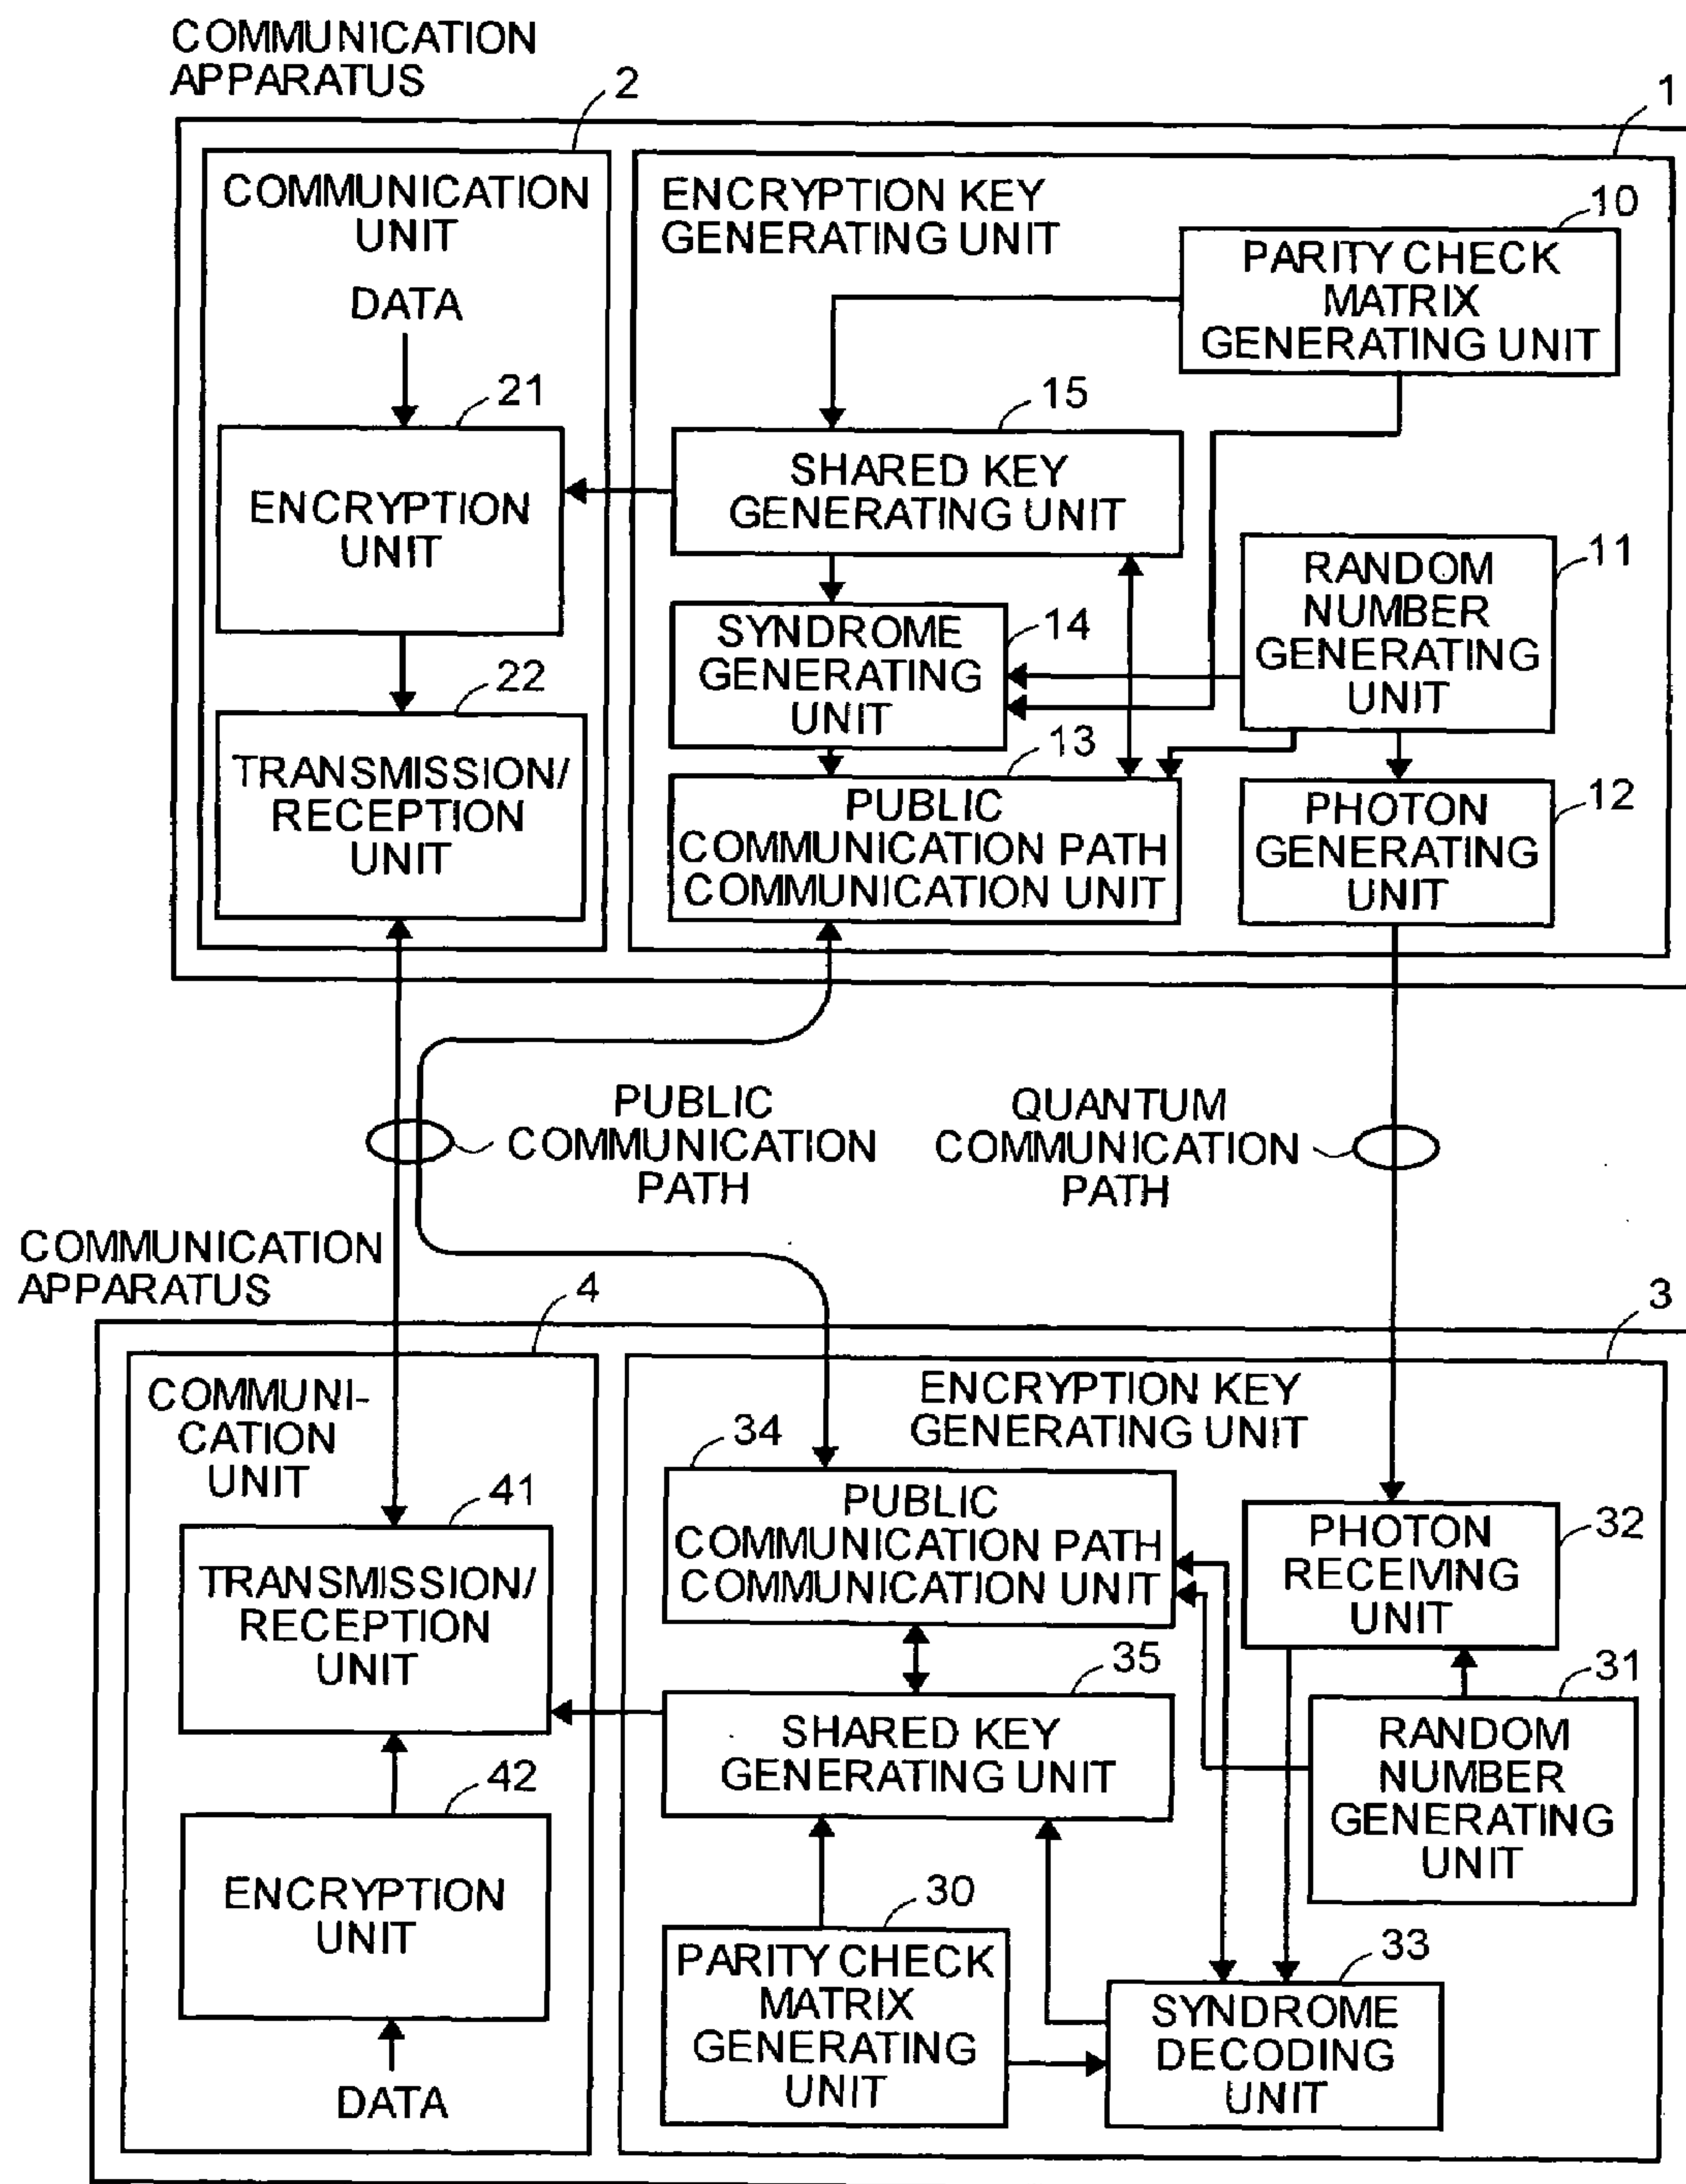 COMMUNICATION
APPARATUS
2
1
COMMUNICATION
UNIT
DATA
21
ENCRYPTION
UNIT
22
TRANSMISSION/
RECEPTION
UNIT
ENCRYPTION KEY
GENERATING UNIT
10
PARITY CHECK
MATRIX
GENERATING UNIT
15
SHARED KEY
GENERATING UNIT
11
RANDOM
NUMBER
GENERATING
UNIT
14
SYNDROME
GENERATING
UNIT
13
PUBLIC
COMMUNICATION PATH
COMMUNICATION UNIT
12
PHOTON
GENERATING
UNIT
PUBLIC
COMMUNICATION
PATH
QUANTUM
COMMUNICATION
PATH
COMMUNICATION
APPARATUS
4
3
COMMUNI-
CATION
UNIT
41
TRANSMISSION/
RECEPTION
UNIT
42
ENCRYPTION
UNIT
DATA
ENCRYPTION KEY
GENERATING UNIT
34
PUBLIC
COMMUNICATION PATH
COMMUNICATION UNIT
32
PHOTON
RECEIVING
UNIT
35
SHARED KEY
GENERATING UNIT
31
RANDOM
NUMBER
GENERATING
UNIT
30
PARITY CHECK
MATRIX
GENERATING
UNIT
33
SYNDROME
DECODING
UNIT